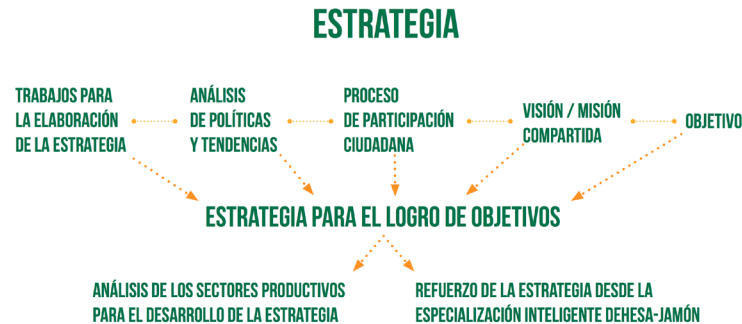 ESTRATEGIA
TRABAJOS PARA
LA ELABORACIÓN
DE LA ESTRATEGIA
ANÁLISIS
DE POLÍTICAS
Y TENDENCIAS
PROCESO
DE PARTICIPACIÓN
CIUDADANA
VISIÓN / MISIÓN
COMPARTIDA
OBJETIVO
ESTRATEGIA PARA EL LOGRO DE OBJETIVOS
ANÁLISIS DE LOS SECTORES PRODUCTIVOS
PARA EL DESARROLLO DE LA ESTRATEGIA
REFUERZO DE LA ESTRATEGIA DESDE LA
ESPECIALIZACIÓN INTELIGENTE DEHESA-JAMÓN